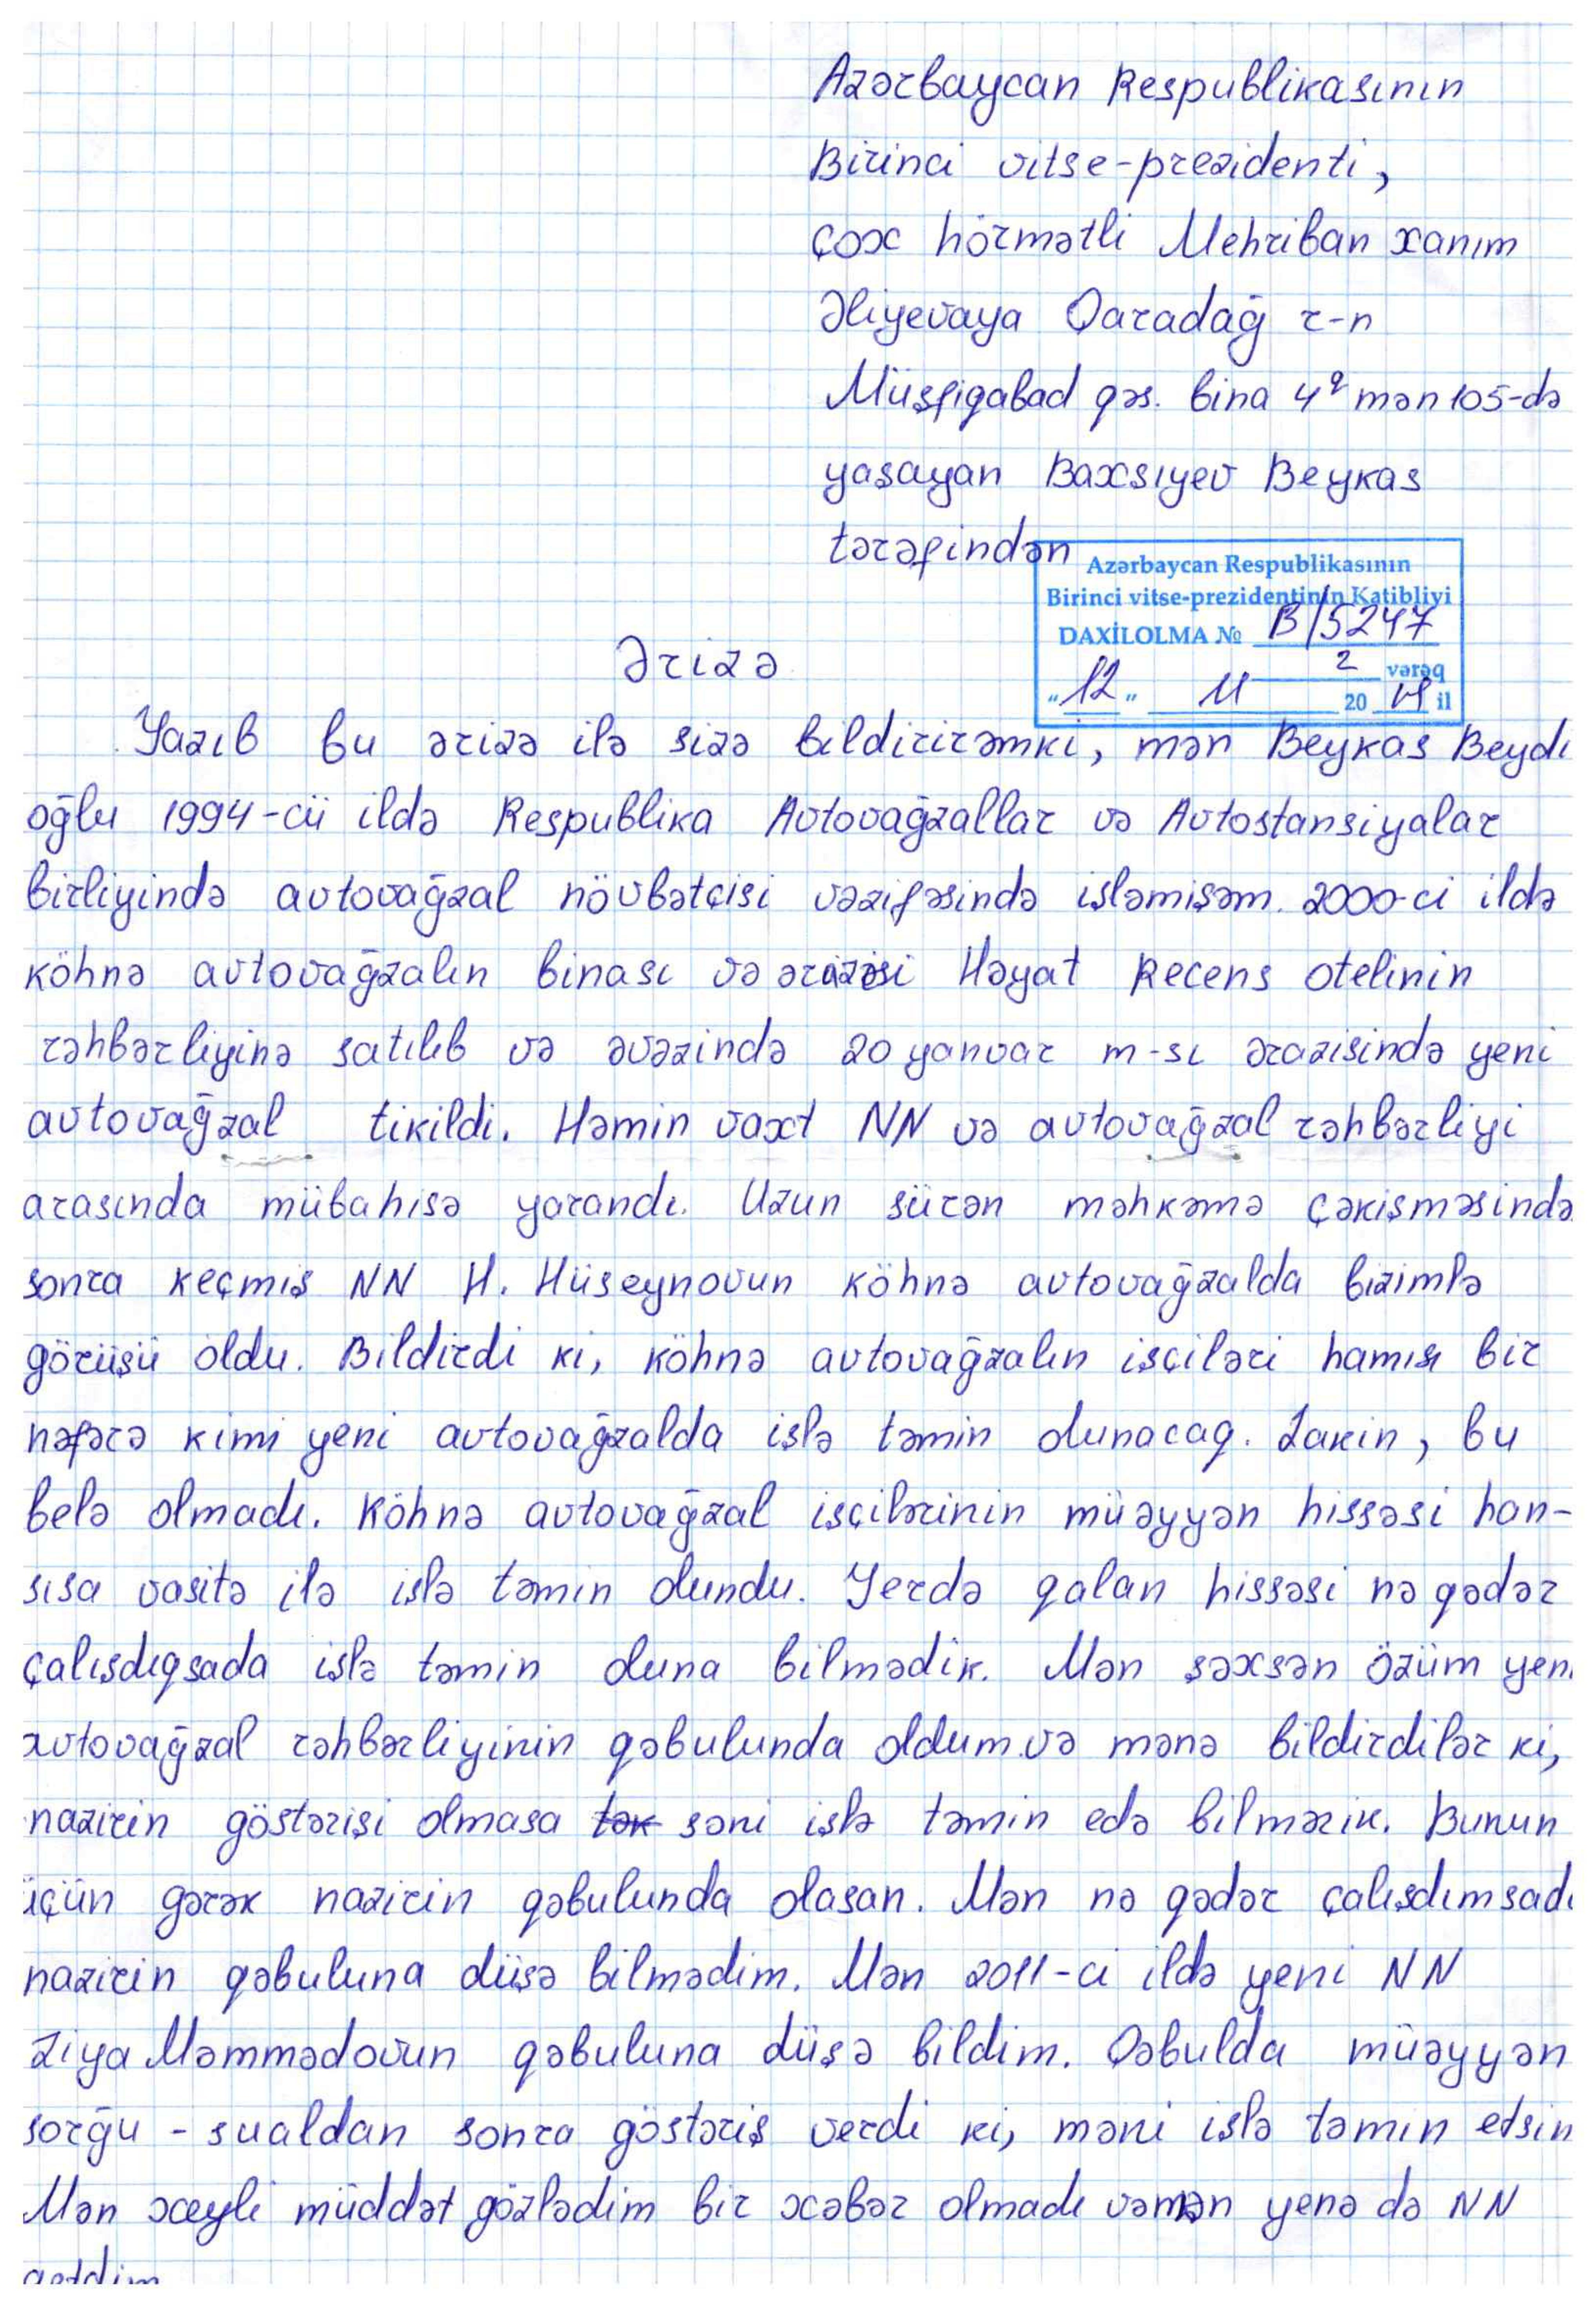 Azərbaycan Respublikasının
Birinci vitse-prezidenti,
çox hörmətli Mehriban xanım
Əliyevaya Qaradağ r-n
Müşfiqabad qəs. bina 4ª mən 105-də
yaşayan Baxsıyev Beykas
tərəfindən
Azərbaycan Respublikasının
Birinci vitse-prezidentinin Katibliyi
DAXİLOLMA № B/5247
2 vərəq
"12" 11 2019 il
Ərizə
Yazıb bu ərizə ilə sizə bildirirəmki, mən Beykas Beydı
oğlu 1994-cü ildə Respublika Avtovağzallar və Avtostansiyalar
birliyində avtovağzal növbətçisi vəzifəsində işləmişəm. 2000-ci ildə
köhnə avtovağzalın binası və ərazisi Həyat Recens otelinin
rəhbərliyinə satılıb və əvəzində 20 yanvar m-sı ərazisində yeni
avtovağzal tikildi. Həmin vaxt NN və avtovağzal rəhbərliyi
arasında mübahisə yarandı. Uzun sürən məhkəmə çəkişməsində
sonra keçmiş NN H. Hüseynovun köhnə avtovağzalda bizimlə
görüşü oldu. Bildirdi ki, köhnə avtovağzalın işçiləri hamısı bir
nəfərə kimi yeni avtovağzalda işlə təmin olunacaq. Lakin, bu
belə olmadı. Köhnə avtovağzal işçilərinin müəyyən hissəsi han-
sısa vasitə ilə işlə təmin olundu. Yerdə qalan hissəsi nə qədər
çalışdıqsada işlə təmin oluna bilmədik. Mən şəxsən özüm yeni
avtovağzal rəhbərliyinin qəbulunda oldum və mənə bildirdilər ki,
nazirin göstərişi olmasa tək səni işlə təmin edə bilmərik. Bunun
üçün gərək nazirin qəbulunda olasan. Mən nə qədər çalışdımsada
nazirin qəbuluna düşə bilmədim. Mən 2011-ci ildə yeni NN
Ziya Məmmədovun qəbuluna düşə bildim. Qəbulda müəyyən
sorğu - sualdan sonra göstəriş verdi ki, məni işlə təmin etsin
Mən xeyli müddət gözlədim bir xəbər olmadı və mən yenə də NN
getdim